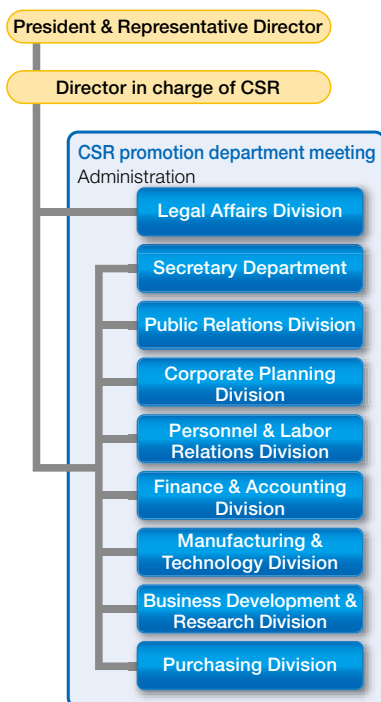 President & Representative Director
Director in charge of CSR
CSR promotion department meeting
Administration
Legal Affairs Division
Secretary Department
Public Relations Division
Corporate Planning
Division
Personnel & Labor
Relations Division
Finance & Accounting
Division
Manufacturing &
Technology Division
Business Development &
Research Division
Purchasing Division